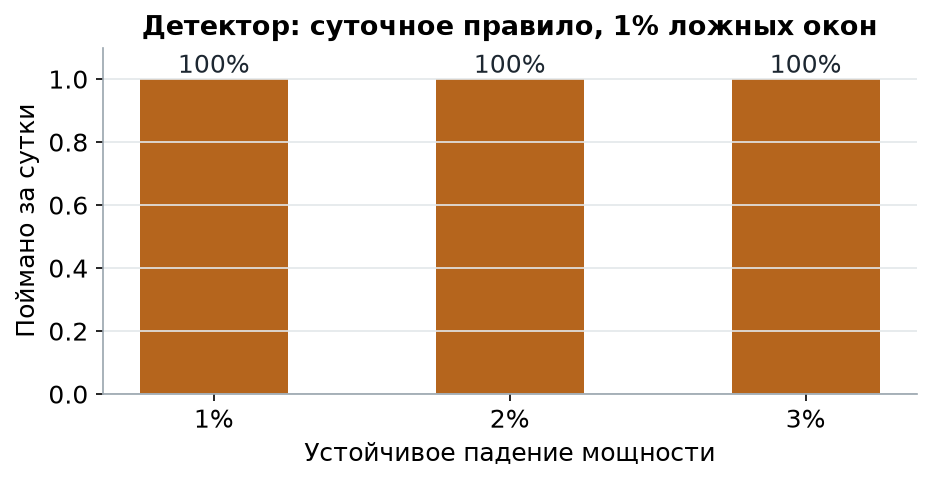 Детектор: суточное правило, 1% ложных окон
100% 100% 100%
Поймано за сутки
1.0
0.8
0.6
0.4
0.2
0.0
1% 2% 3%
Устойчивое падение мощности